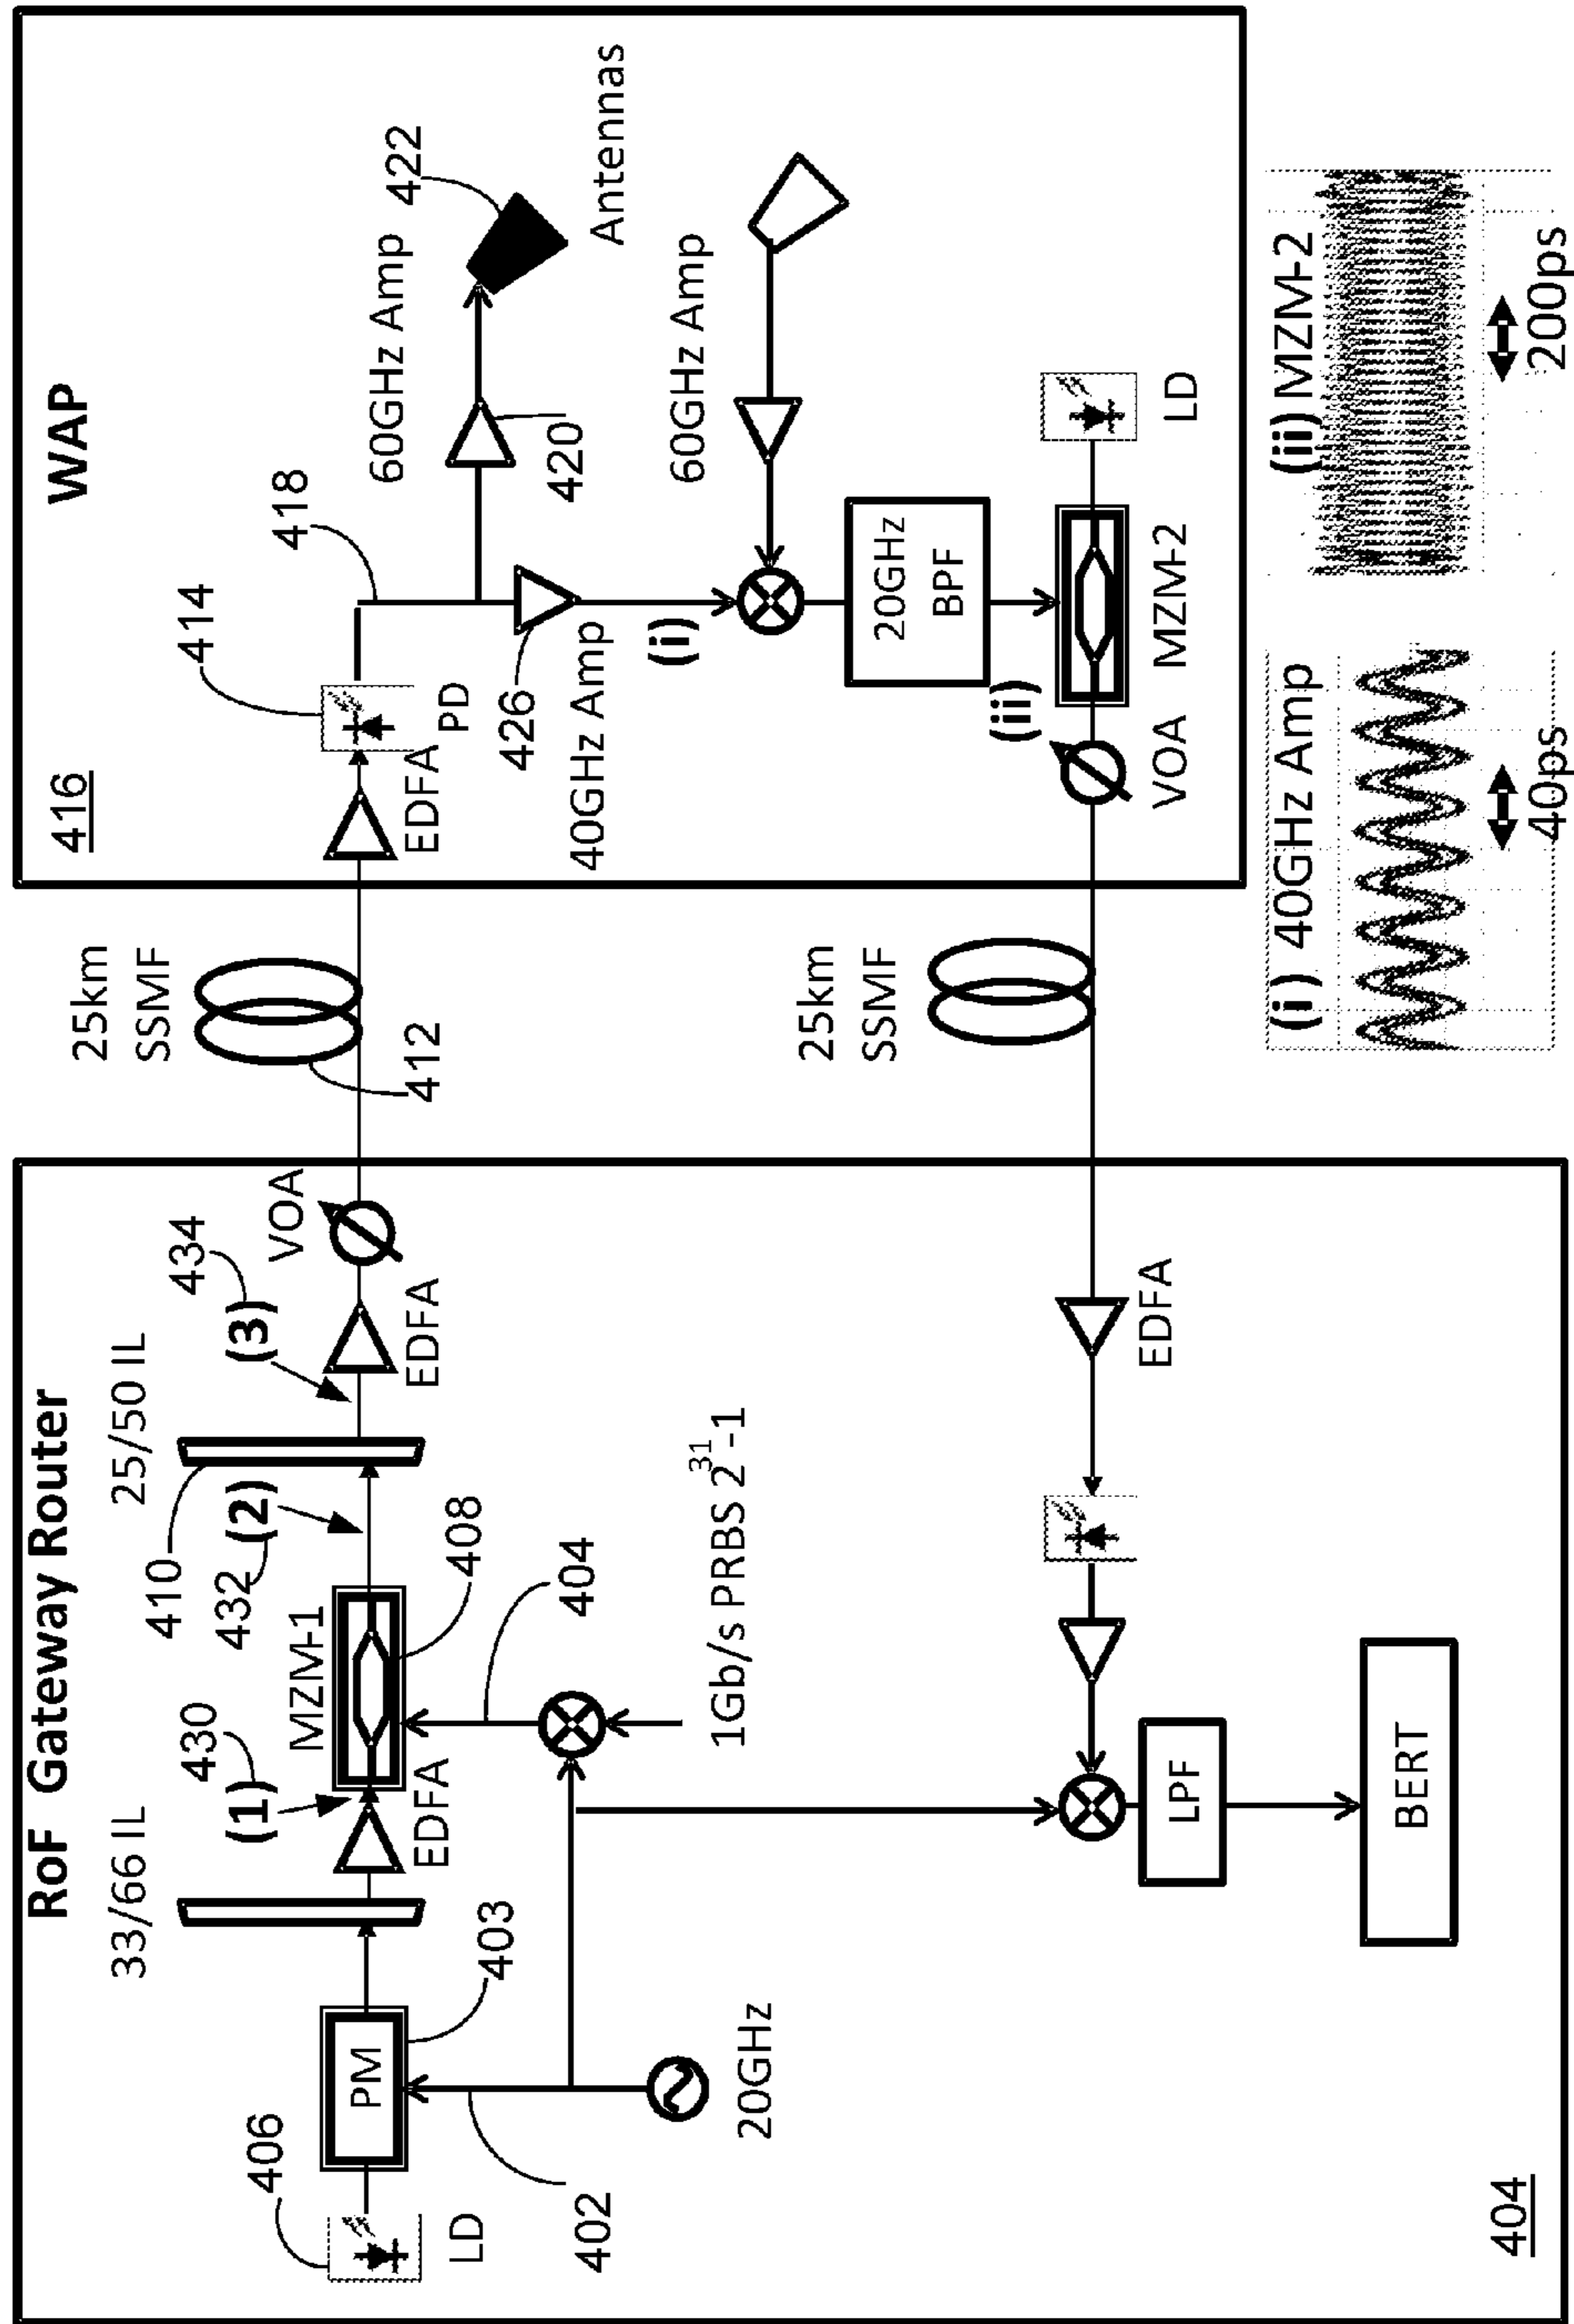 RoF Gateway Router
33/66 IL
25/50 IL
406
LD
PM
403
402
20GHz
(1)
430
EDFA
MZM-1
408
404
1Gb/s PRBS 2^31-1
432
(2)
410
(3)
434
EDFA
VOA
EDFA
LPF
BERT
404
25km
SSMF
412
25km
SSMF
WAP
416
414
EDFA
PD
418
60GHz Amp
420
422
Antennas
426
40GHz Amp
(i)
60GHz Amp
20GHz
BPF
(ii)
VOA
MZM-2
LD
(i) 40GHz Amp
40ps
(ii) MZM-2
200ps